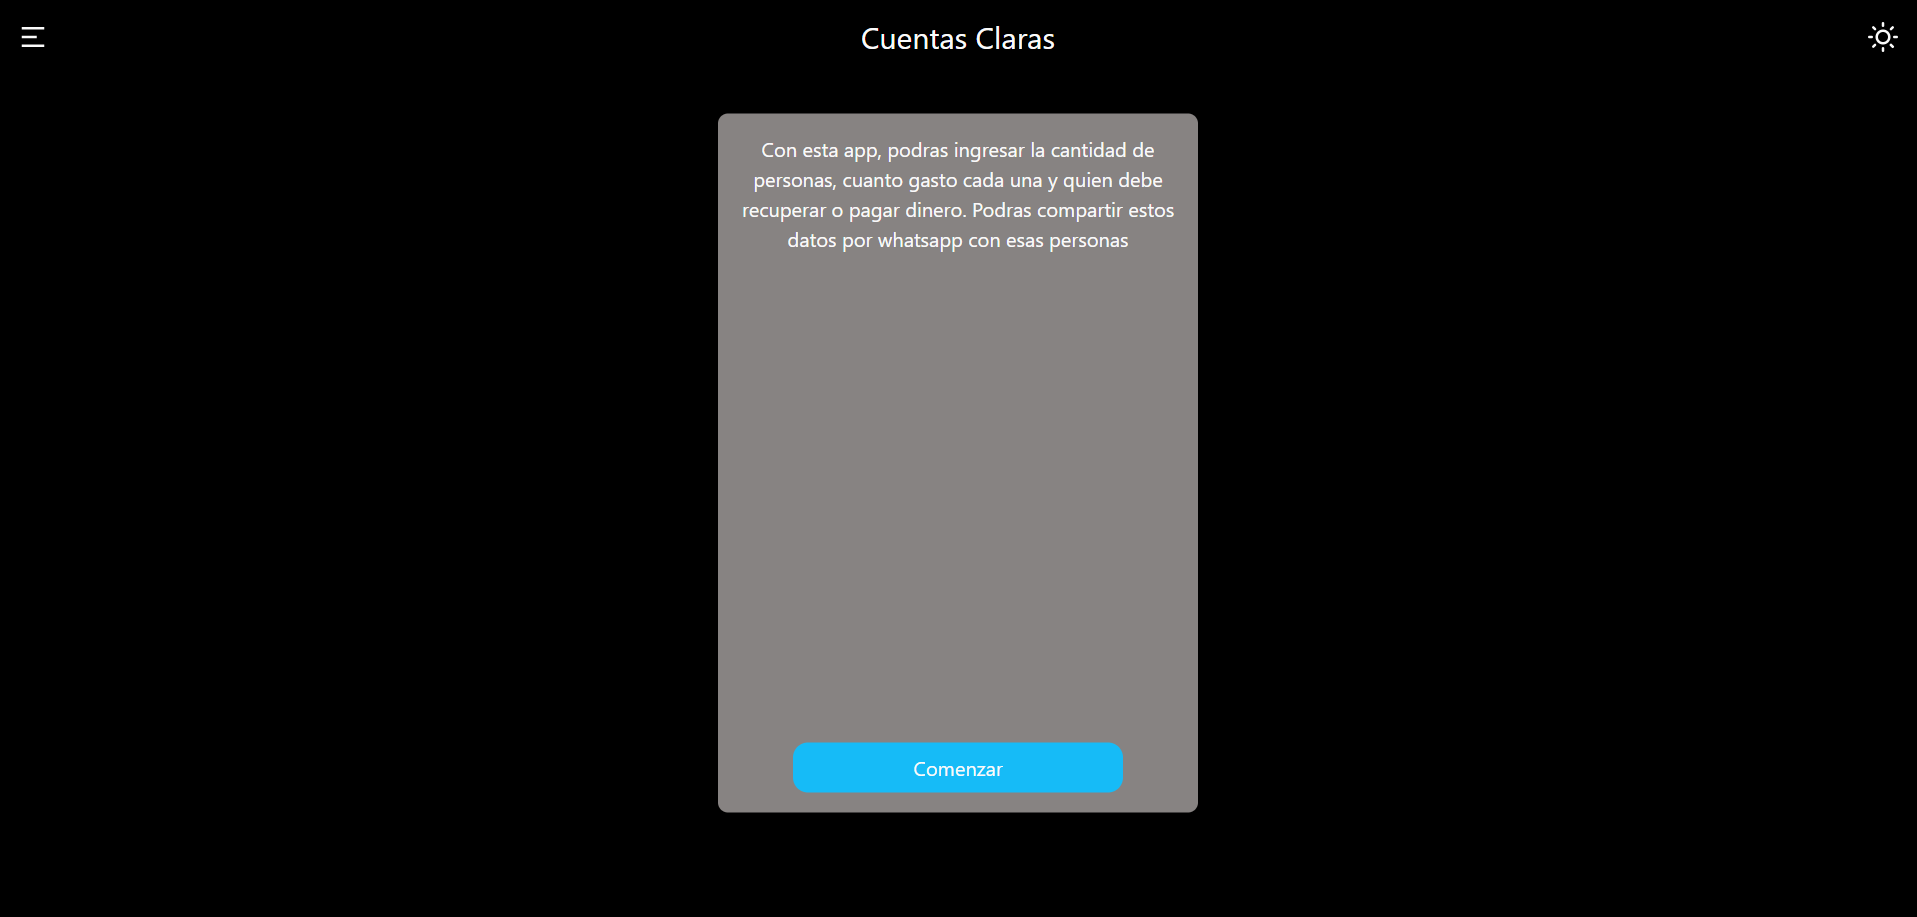 Cuentas Claras
Con esta app, podras ingresar la cantidad de
personas, cuanto gasto cada una y quien debe
recuperar o pagar dinero. Podras compartir estos
datos por whatsapp con esas personas
Comenzar